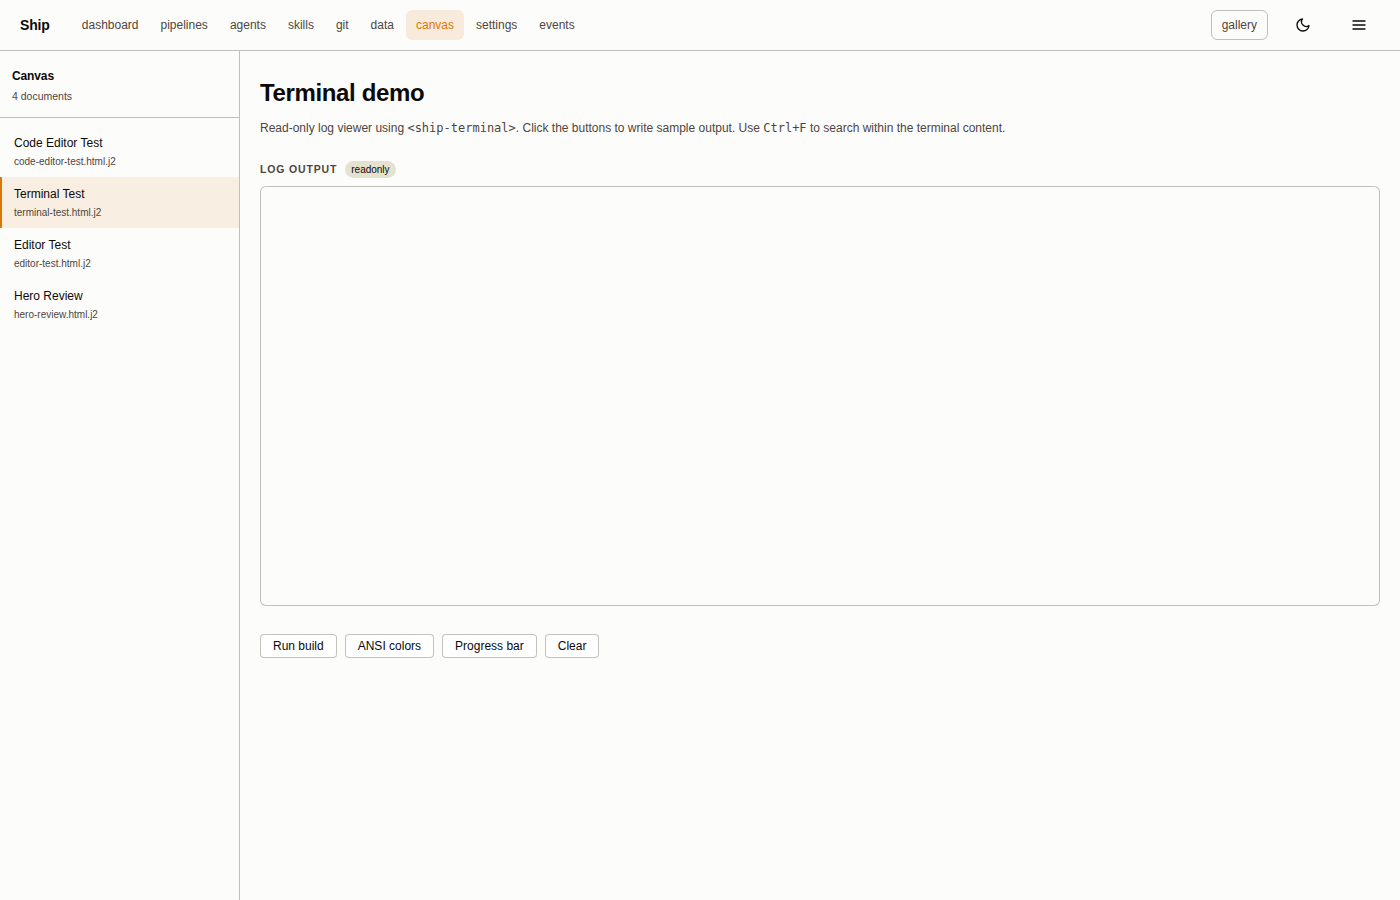 Ship
dashboard
pipelines
agents
skills
git
data
canvas
settings
events
gallery
Canvas
4 documents
Code Editor Test
code-editor-test.html.j2
Terminal Test
terminal-test.html.j2
Editor Test
editor-test.html.j2
Hero Review
hero-review.html.j2
Terminal demo
Read-only log viewer using <ship-terminal>. Click the buttons to write sample output. Use Ctrl+F to search within the terminal content.
LOG OUTPUT readonly
Run build
ANSI colors
Progress bar
Clear